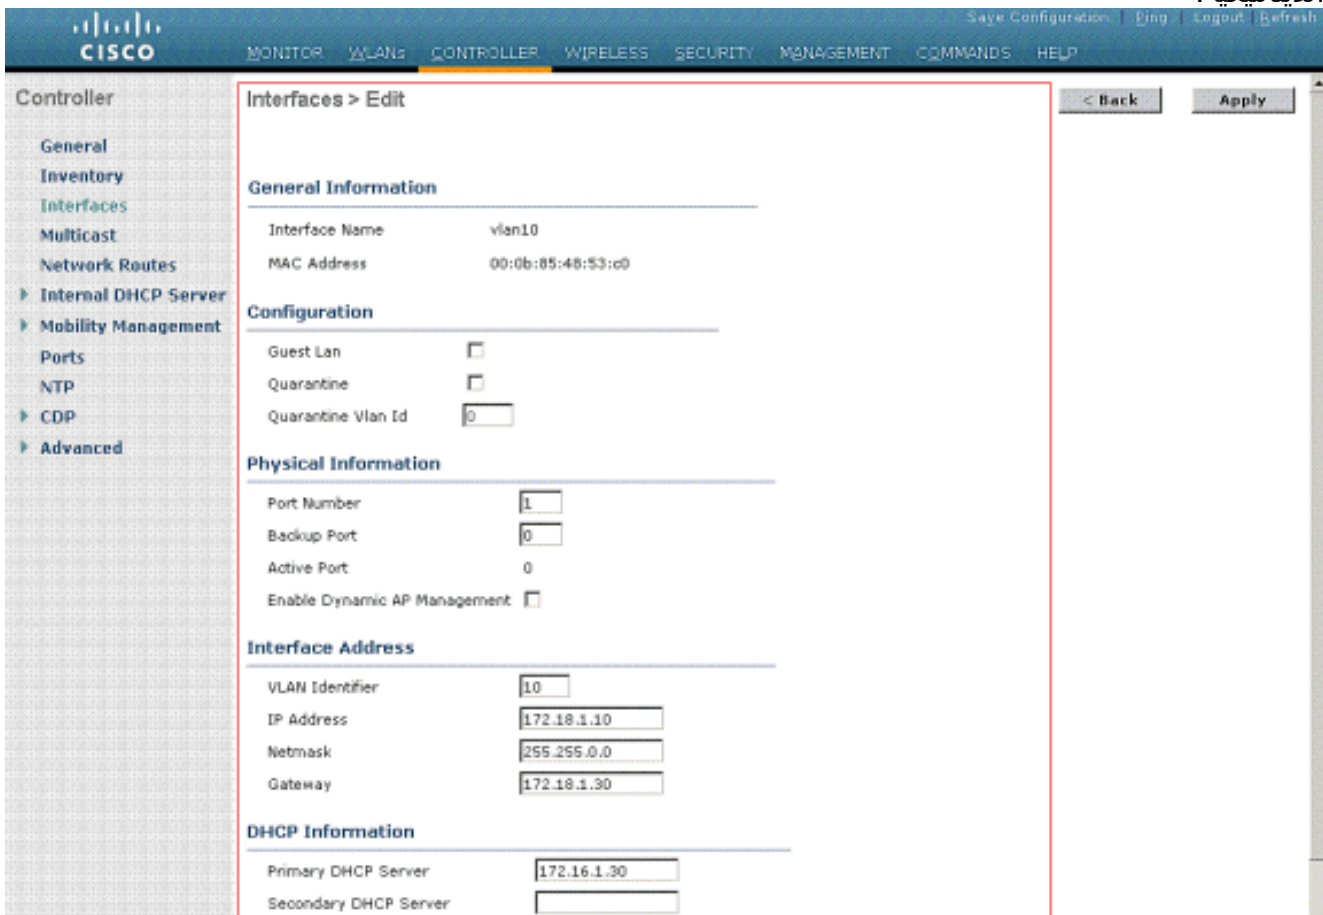 Save Configuration | Ping | Logout | Refresh
CISCO
MONITOR WLANs CONTROLLER WIRELESS SECURITY MANAGEMENT COMMANDS HELP
Controller
General
Inventory
Interfaces
Multicast
Network Routes
Internal DHCP Server
Mobility Management
Ports
NTP
CDP
Advanced
Interfaces > Edit
< Back
Apply
General Information
Interface Name vlan10
MAC Address 00:0b:85:48:53:c0
Configuration
Guest Lan
Quarantine
Quarantine Vlan Id 0
Physical Information
Port Number 1
Backup Port 0
Active Port 0
Enable Dynamic AP Management
Interface Address
VLAN Identifier 10
IP Address 172.18.1.10
Netmask 255.255.0.0
Gateway 172.18.1.30
DHCP Information
Primary DHCP Server 172.16.1.30
Secondary DHCP Server